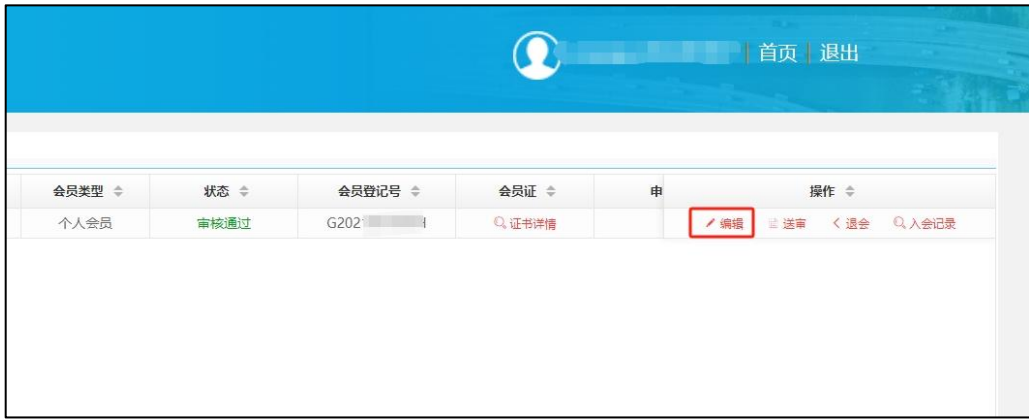 首页 退出
会员类型 状态 会员登记号 会员证 申 操作
个人会员 审核通过 G202 证书详情 编辑 送审 退会 入会记录